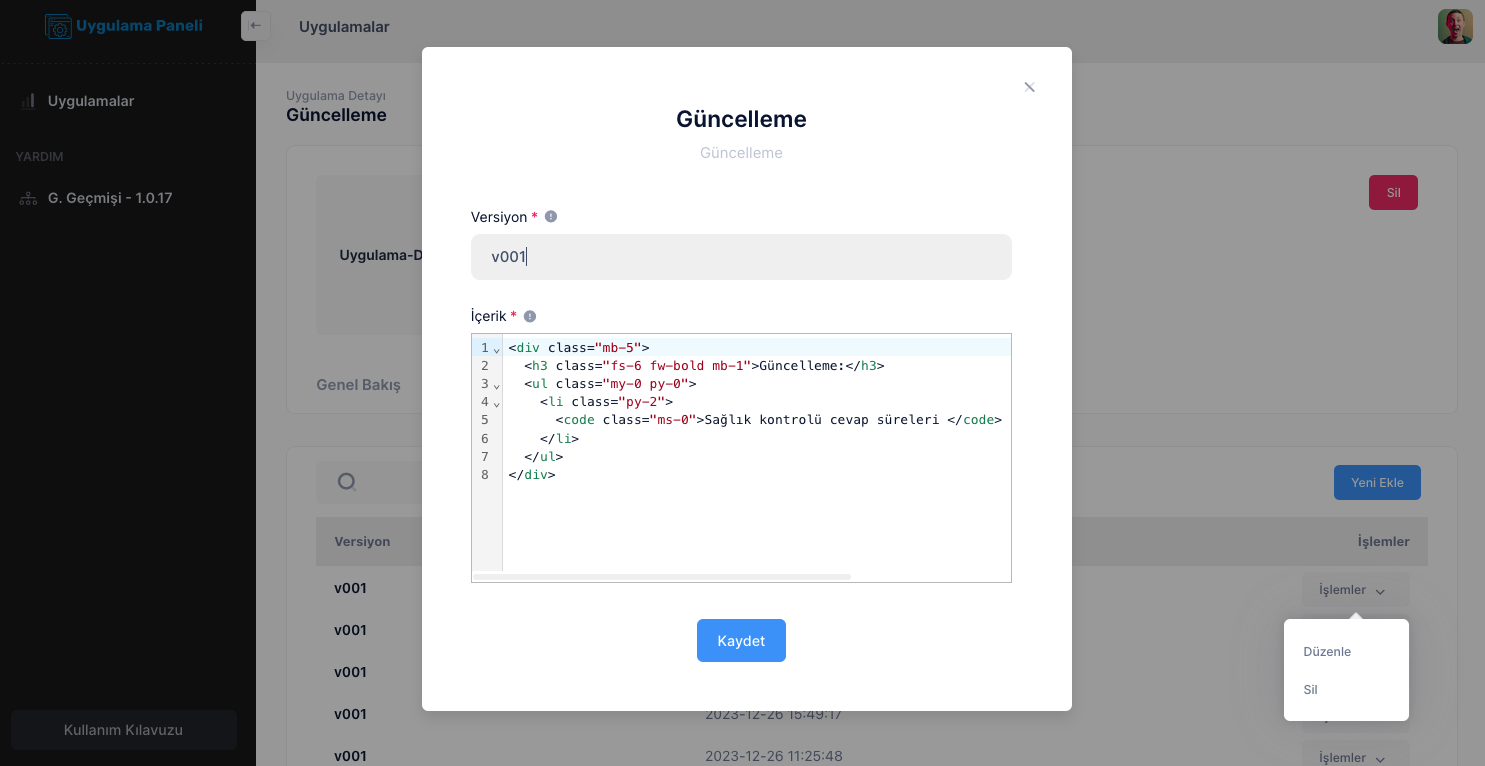 Uygulama Paneli
Uygulamalar
YARDIM
G. Geçmişi - 1.0.17
Kullanım Kılavuzu
Uygulamalar
Uygulama Detayı
Güncelleme
Uygulama-D
Sil
Genel Bakış
Yeni Ekle
Versiyon
İşlemler
v001
İşlemler
v001
v001
v001
2023-12-26 15:49:17
v001
2023-12-26 11:25:48
İşlemler
Düzenle
Sil
Güncelleme
Güncelleme
Versiyon *
v001
İçerik *
1 <div class="mb-5">
2 <h3 class="fs-6 fw-bold mb-1">Güncelleme:</h3>
3 <ul class="my-0 py-0">
4 <li class="py-2">
5 <code class="ms-0">Sağlık kontrolü cevap süreleri </code>
6 </li>
7 </ul>
8 </div>
Kaydet